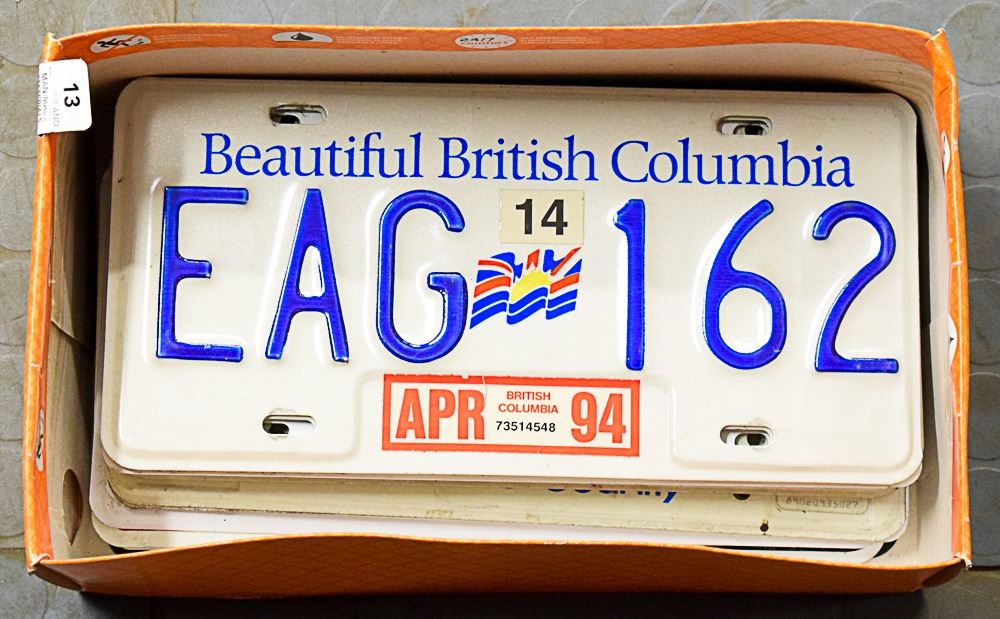 13
Beautiful British Columbia
14
EAG 162
APR BRITISH COLUMBIA 94
73514548